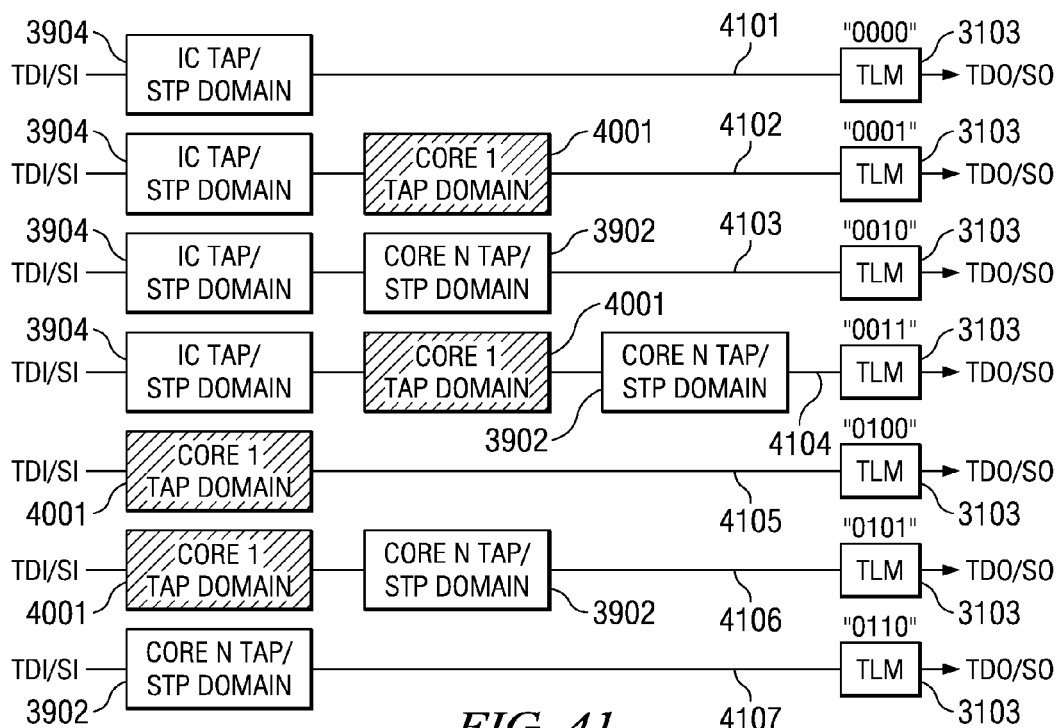 3904 4101 "0000" 3103
TDI/SI IC TAP/ STP DOMAIN TLM TDO/SO
3904 4001 4102 "0001" 3103
TDI/SI IC TAP/ STP DOMAIN CORE 1 TAP DOMAIN TLM TDO/SO
3904 3902 4103 "0010" 3103
TDI/SI IC TAP/ STP DOMAIN CORE N TAP/ STP DOMAIN TLM TDO/SO
3904 4001 "0011" 3103
TDI/SI IC TAP/ STP DOMAIN CORE 1 TAP DOMAIN CORE N TAP/ STP DOMAIN TLM TDO/SO
3902 4104
"0100"
TDI/SI CORE 1 TAP DOMAIN TLM TDO/SO
4001 4105 3103
"0101"
TDI/SI CORE 1 TAP DOMAIN CORE N TAP/ STP DOMAIN TLM TDO/SO
4001 3902 4106 3103
"0110"
TDI/SI CORE N TAP/ STP DOMAIN TLM TDO/SO
3902 4107 3103
FIG. 41